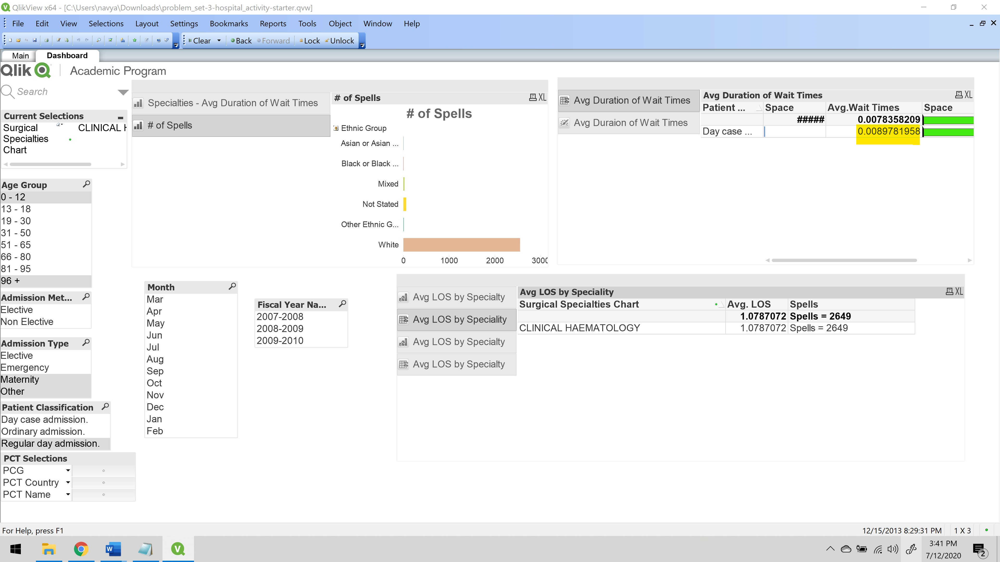 QlikView x64 - [C:\Users\navya\Downloads\problem_set-3-hospital_activity-starter.qvw]
File Edit View Selections Layout Settings Bookmarks Reports Tools Object Window Help
Clear Back Forward Lock Unlock
Main Dashboard
Qlik Academic Program
Search
Current Selections
Surgical Specialties Chart CLINICAL H
Age Group
0 - 12
13 - 18
19 - 30
31 - 50
51 - 65
66 - 80
81 - 95
96 +
Admission Met...
Elective
Non Elective
Admission Type
Elective
Emergency
Maternity
Other
Patient Classification
Day case admission.
Ordinary admission.
Regular day admission.
PCT Selections
PCG
PCT Country
PCT Name
Specialties - Avg Duration of Wait Times
# of Spells
# of Spells XL
# of Spells
Ethnic Group
Asian or Asian ...
Black or Black ...
Mixed
Not Stated
Other Ethnic G...
White
0 1000 2000 3000
Avg Duration of Wait Times
Avg Duraion of Wait Times
Avg Duration of Wait Times XL
Patient ... Space Avg.Wait Times Space
##### 0.0078358209
Day case ... 0.0089781958
Month
Mar
Apr
May
Jun
Jul
Aug
Sep
Oct
Nov
Dec
Jan
Feb
Fiscal Year Na...
2007-2008
2008-2009
2009-2010
Avg LOS by Specialty
Avg LOS by Speciality
Avg LOS by Specialty
Avg LOS by Specialty
Avg LOS by Speciality XL
Surgical Specialties Chart Avg. LOS Spells
1.0787072 Spells = 2649
CLINICAL HAEMATOLOGY 1.0787072 Spells = 2649
For Help, press F1 12/15/2013 8:29:31 PM 1 X 3
3:41 PM
7/12/2020
2